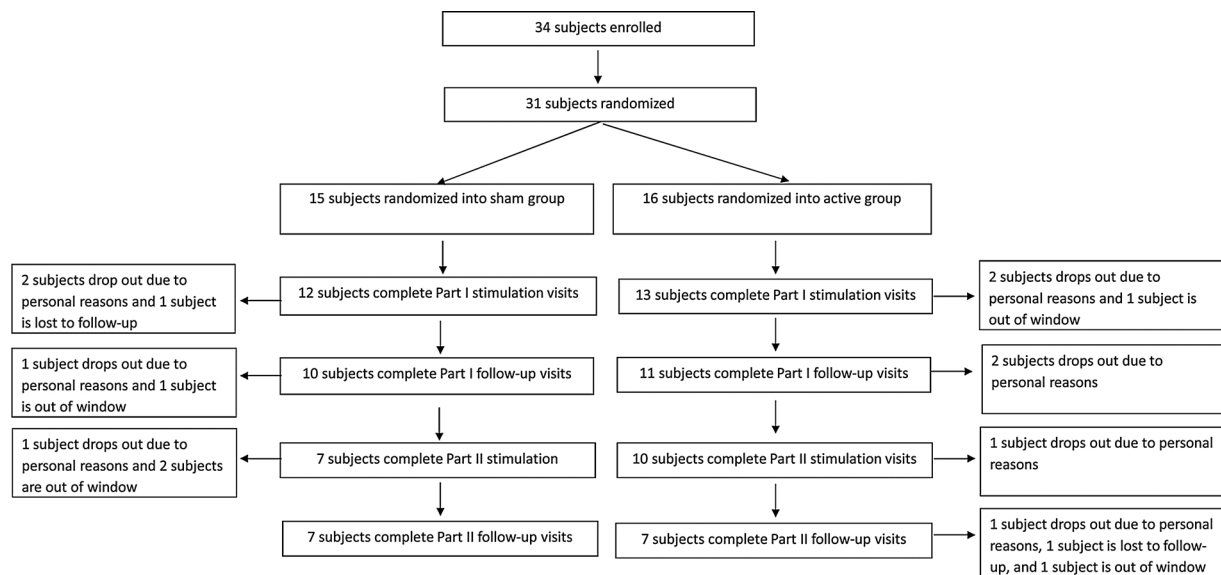 34 subjects enrolled
31 subjects randomized
15 subjects randomized into sham group
16 subjects randomized into active group
2 subjects drop out due to
personal reasons and 1 subject
is lost to follow-up
12 subjects complete Part I stimulation visits
13 subjects complete Part I stimulation visits
2 subjects drops out due to
personal reasons and 1 subject is
out of window
1 subject drops out due to
personal reasons and 1 subject
is out of window
10 subjects complete Part I follow-up visits
11 subjects complete Part I follow-up visits
2 subjects drops out due to
personal reasons
1 subject drops out due to
personal reasons and 2 subjects
are out of window
7 subjects complete Part II stimulation
10 subjects complete Part II stimulation visits
1 subject drops out due to personal
reasons
7 subjects complete Part II follow-up visits
7 subjects complete Part II follow-up visits
1 subject drops out due to personal
reasons, 1 subject is lost to follow-
up, and 1 subject is out of window